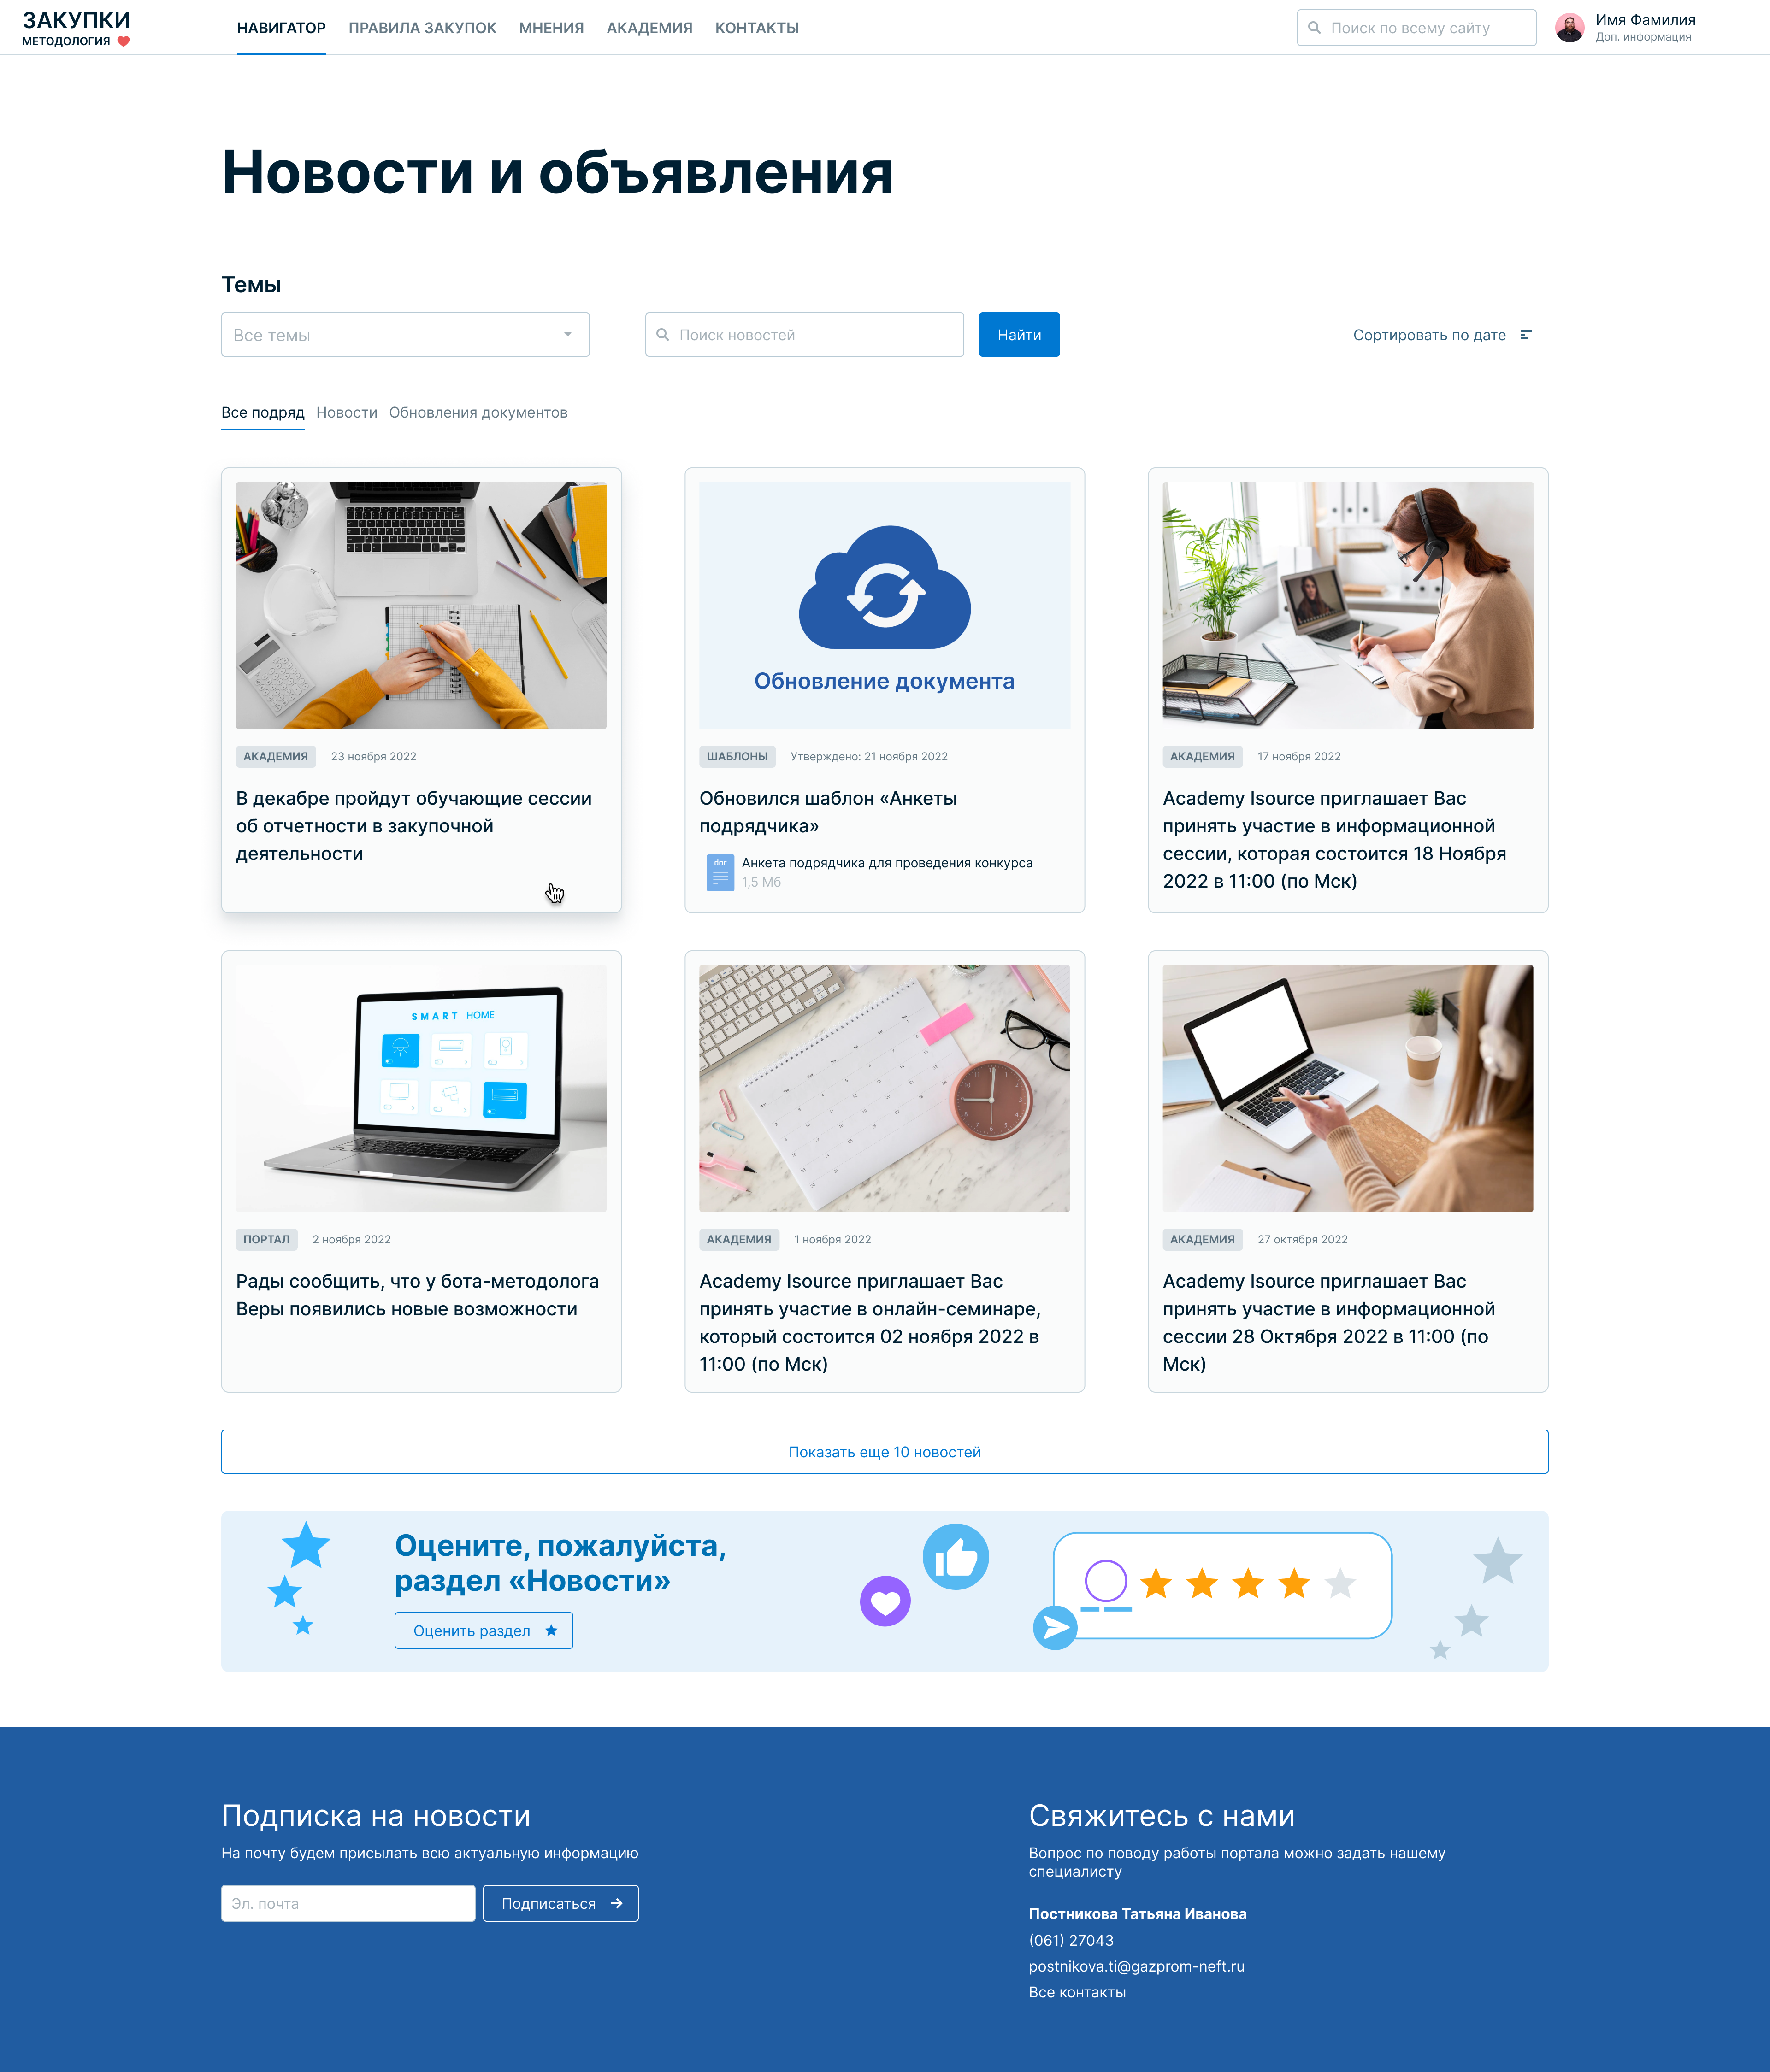 ЗАКУПКИ
МЕТОДОЛОГИЯ
НАВИГАТОР ПРАВИЛА ЗАКУПОК МНЕНИЯ АКАДЕМИЯ КОНТАКТЫ
Поиск по всему сайту
Имя Фамилия
Доп. информация
Новости и объявления
Темы
Все темы
Поиск новостей
Найти
Сортировать по дате
Все подряд Новости Обновления документов
АКАДЕМИЯ 23 ноября 2022
В декабре пройдут обучающие сессии
об отчетности в закупочной
деятельности
Обновление документа
ШАБЛОНЫ Утверждено: 21 ноября 2022
Обновился шаблон «Анкеты
подрядчика»
doc
Анкета подрядчика для проведения конкурса
1,5 Мб
АКАДЕМИЯ 17 ноября 2022
Academy Isource приглашает Вас
принять участие в информационной
сессии, которая состоится 18 Ноября
2022 в 11:00 (по Мск)
SMART HOME
ПОРТАЛ 2 ноября 2022
Рады сообщить, что у бота-методолога
Веры появились новые возможности
АКАДЕМИЯ 1 ноября 2022
Academy Isource приглашает Вас
принять участие в онлайн-семинаре,
который состоится 02 ноября 2022 в
11:00 (по Мск)
АКАДЕМИЯ 27 октября 2022
Academy Isource приглашает Вас
принять участие в информационной
сессии 28 Октября 2022 в 11:00 (по
Мск)
Показать еще 10 новостей
Оцените, пожалуйста,
раздел «Новости»
Оценить раздел
Подписка на новости
На почту будем присылать всю актуальную информацию
Эл. почта
Подписаться
Свяжитесь с нами
Вопрос по поводу работы портала можно задать нашему
специалисту
Постникова Татьяна Иванова
(061) 27043
postnikova.ti@gazprom-neft.ru
Все контакты